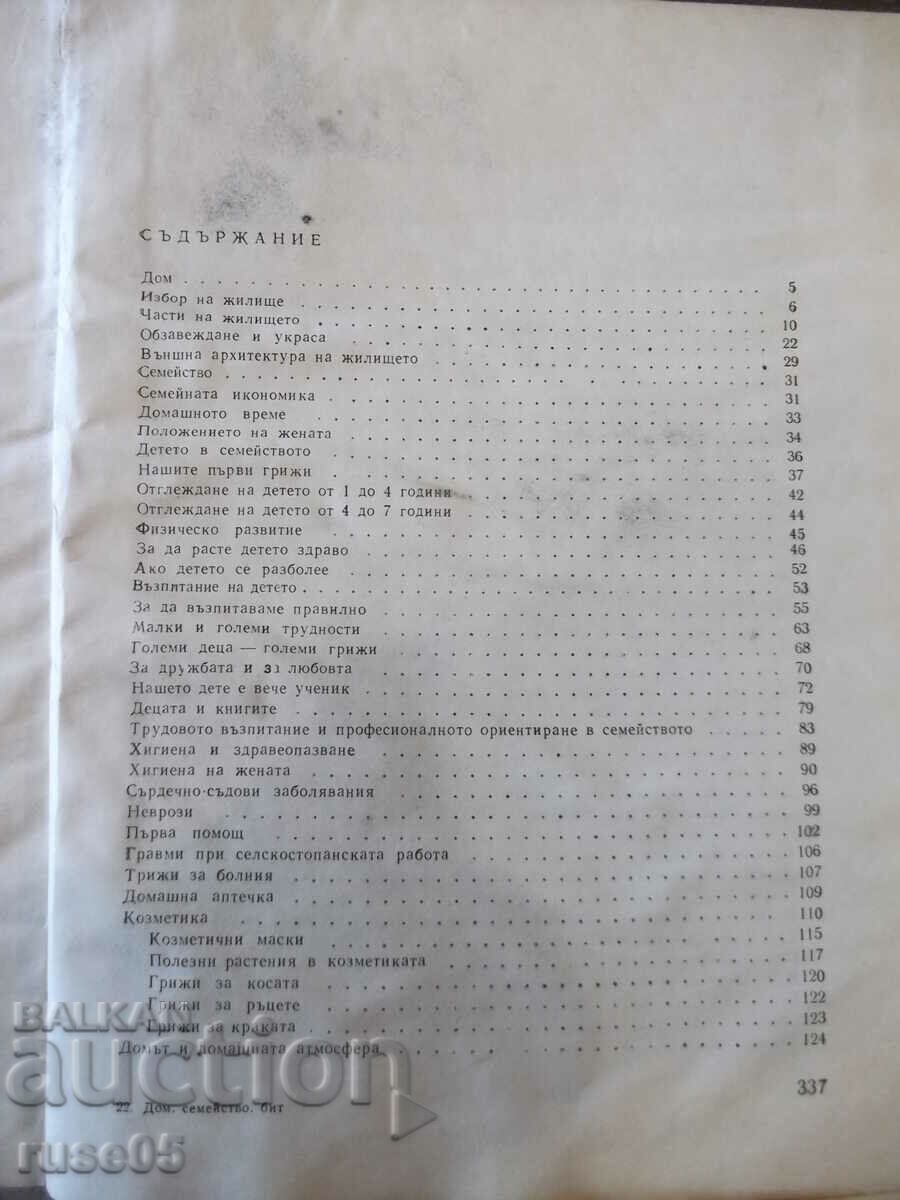 СЪДЪРЖАНИЕ
Дом . . . . . . . . . . . . . . . . . . . . 5
Избор на жилище . . . . . . . . . . . . . . . . . . . . 6
Части на жилището . . . . . . . . . . . . . . . . . . . . 10
Обзавеждане и украса . . . . . . . . . . . . . . . . . . . . 22
Външна архитектура на жилището . . . . . . . . . . . . . . . . . . . . 29
Семейство . . . . . . . . . . . . . . . . . . . . 31
Семейната икономика . . . . . . . . . . . . . . . . . . . . 31
Домашното време . . . . . . . . . . . . . . . . . . . . 33
Положението на жената . . . . . . . . . . . . . . . . . . . . 34
Детето в семейството . . . . . . . . . . . . . . . . . . . . 36
Нашите първи грижи . . . . . . . . . . . . . . . . . . . . 37
Отглеждане на детето от 1 до 4 години . . . . . . . . . . . . . . . . . . . . 42
Отглеждане на детето от 4 до 7 години . . . . . . . . . . . . . . . . . . . . 44
Физическо развитие . . . . . . . . . . . . . . . . . . . . 45
За да расте детето здраво . . . . . . . . . . . . . . . . . . . . 46
Ако детето се разболее . . . . . . . . . . . . . . . . . . . . 52
Възпитание на детето . . . . . . . . . . . . . . . . . . . . 53
За да възпитаваме правилно . . . . . . . . . . . . . . . . . . . . 55
Малки и големи трудности . . . . . . . . . . . . . . . . . . . . 63
Големи деца — големи грижи . . . . . . . . . . . . . . . . . . . . 68
За дружбата и за любовта . . . . . . . . . . . . . . . . . . . . 70
Нашето дете е вече ученик . . . . . . . . . . . . . . . . . . . . 72
Децата и книгите . . . . . . . . . . . . . . . . . . . . 79
Трудовото възпитание и професионалното ориентиране в семейството . . . . . 83
Хигиена и здравеопазване . . . . . . . . . . . . . . . . . . . . 89
Хигиена на жената . . . . . . . . . . . . . . . . . . . . 90
Сърдечно-съдови заболявания . . . . . . . . . . . . . . . . . . . . 96
Неврози . . . . . . . . . . . . . . . . . . . . 99
Първа помощ . . . . . . . . . . . . . . . . . . . . 102
Гравми при селскостопанската работа . . . . . . . . . . . . . . . . . . . . 106
Трижи за болния . . . . . . . . . . . . . . . . . . . . 107
Домашна аптечка . . . . . . . . . . . . . . . . . . . . 109
Козметика . . . . . . . . . . . . . . . . . . . . 110
Козметични маски . . . . . . . . . . . . . . . . . . . . 115
Полезни растения в козметиката . . . . . . . . . . . . . . . . . . . . 117
Грижи за косата . . . . . . . . . . . . . . . . . . . . 120
Грижи за ръцете . . . . . . . . . . . . . . . . . . . . 122
Грижи за краката . . . . . . . . . . . . . . . . . . . . 123
Домът и домашната атмосфера . . . . . . . . . . . . . . . . . . . . 124
337
22. Дом, семейство, бит
BALKAN
auction
ruse05